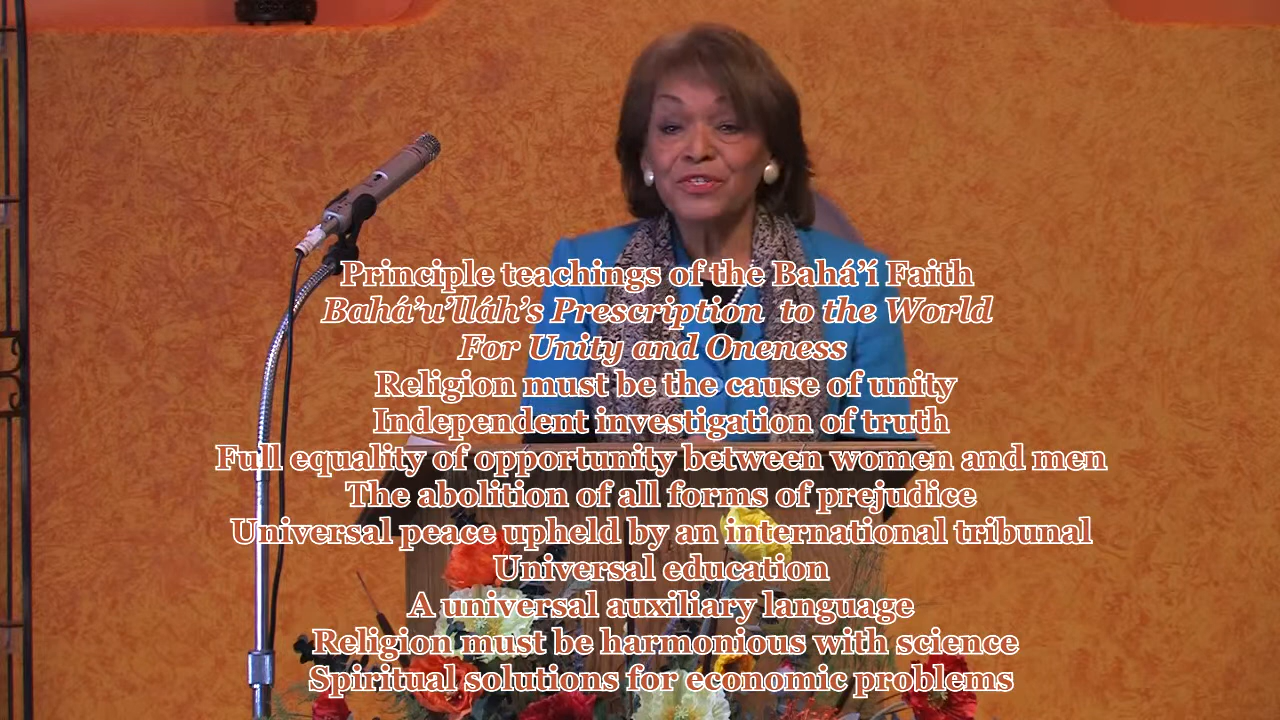 Principle teachings of the Bahá’í Faith
Bahá’u’lláh’s Prescription to the World
For Unity and Oneness
Religion must be the cause of unity
Independent investigation of truth
Full equality of opportunity between women and men
The abolition of all forms of prejudice
Universal peace upheld by an international tribunal
Universal education
A universal auxiliary language
Religion must be harmonious with science
Spiritual solutions for economic problems